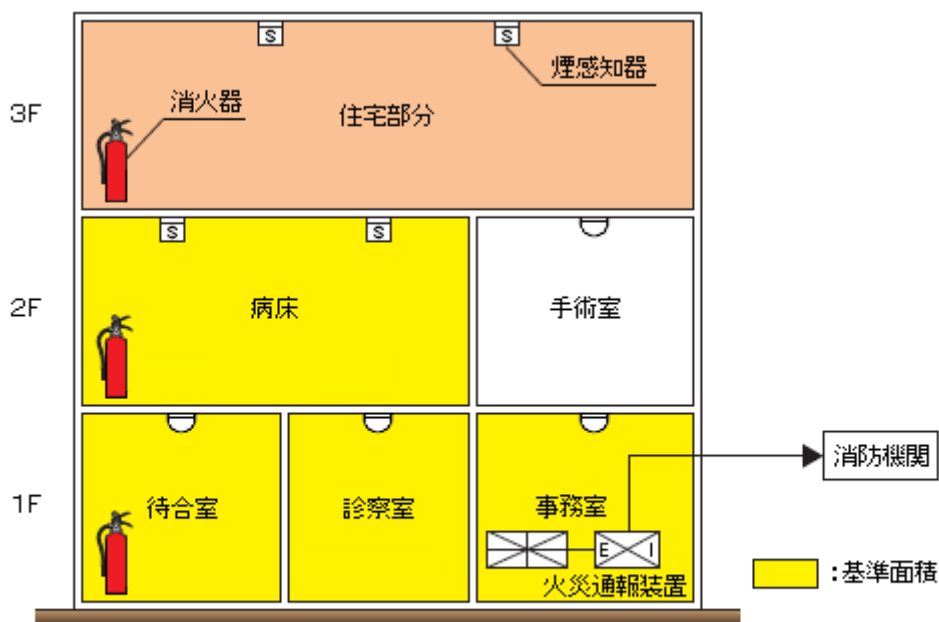 S
S
煙感知器
3F
消火器
住宅部分
S
S
2F
病床
手術室
消防機関
1F
待合室
診察室
事務室
E I
火災通報装置
:基準面積